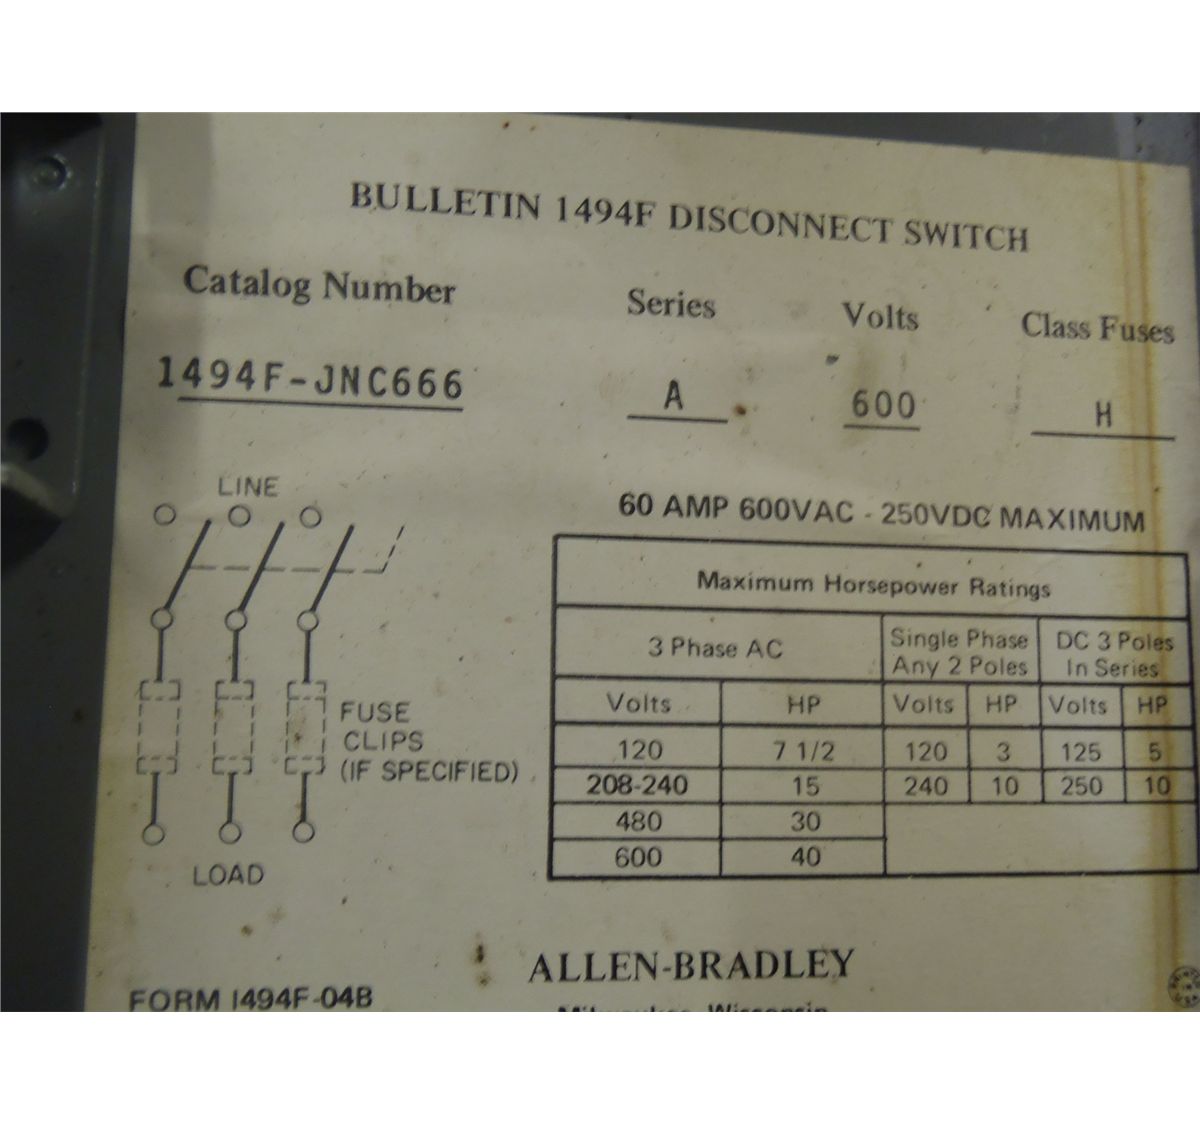 BULLETIN 1494F DISCONNECT SWITCH
Catalog Number Series Volts Class Fuses
1494F-JNC666 A 600 H
LINE
60 AMP 600VAC - 250VDC MAXIMUM
Maximum Horsepower Ratings
3 Phase AC
Single Phase
Any 2 Poles
DC 3 Poles
In Series
Volts HP Volts HP Volts HP
120 7 1/2 120 3 125 5
208-240 15 240 10 250 10
480 30
600 40
FUSE
CLIPS
(IF SPECIFIED)
LOAD
ALLEN-BRADLEY
FORM 1494F-04B
Milwaukee, Wisconsin